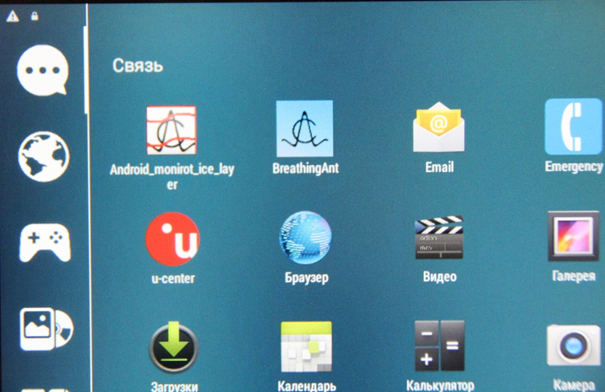 Связь
Android_monirot_ice_lay
er
BreathingAnt
Email
Emergency
u-center
Браузер
Видео
Галерея
Загрузки
Календарь
Калькулятор
Камера